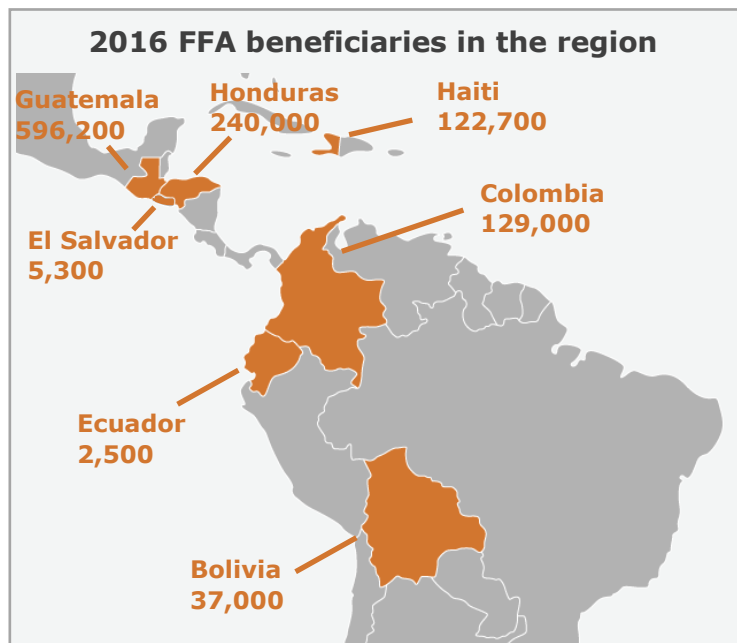 2016 FFA beneficiaries in the region
Guatemala
596,200
Honduras
240,000
Haiti
122,700
Colombia
129,000
El Salvador
5,300
Ecuador
2,500
Bolivia
37,000